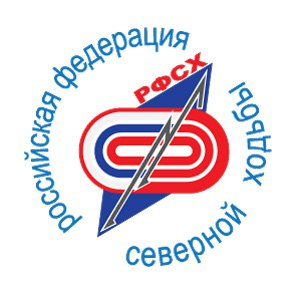 российская федерация
северной ходьбы
РФСХ